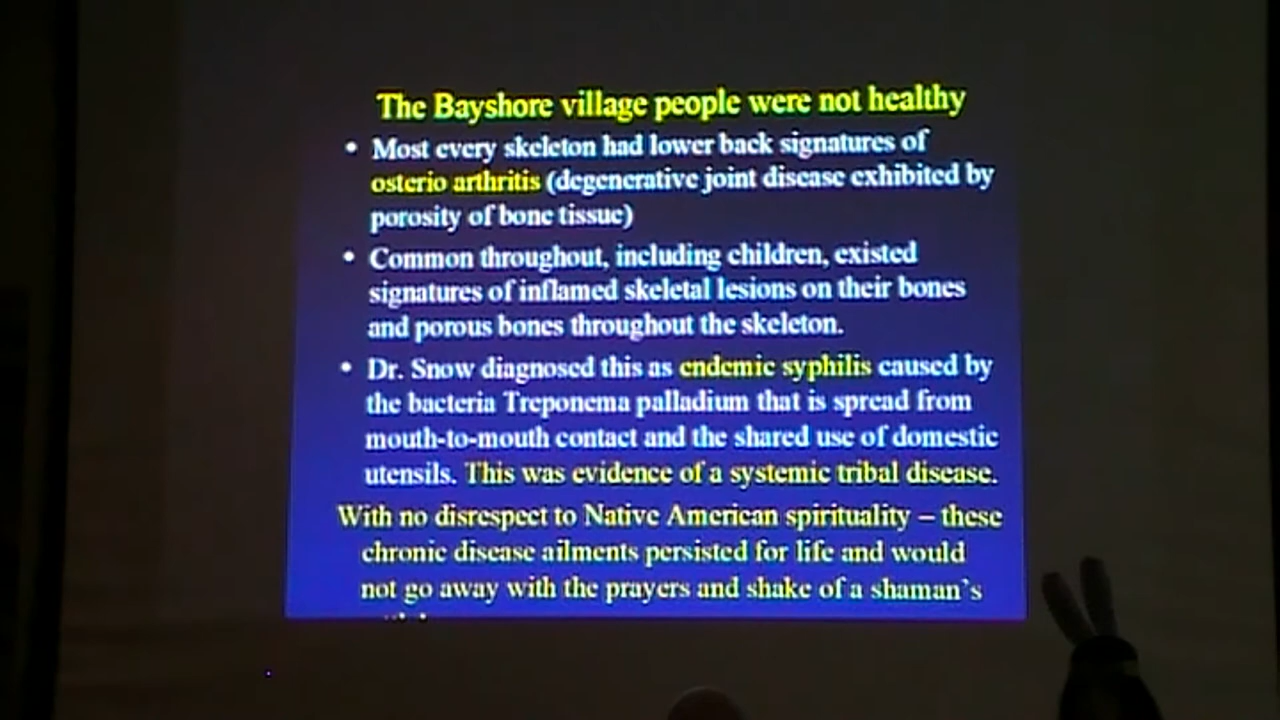 The Bayshore village people were not healthy
• Most every skeleton had lower back signatures of
osterio arthritis (degenerative joint disease exhibited by
porosity of bone tissue)
• Common throughout, including children, existed
signatures of inflamed skeletal lesions on their bones
and porous bones throughout the skeleton.
• Dr. Snow diagnosed this as endemic syphilis caused by
the bacteria Treponema palladium that is spread from
mouth-to-mouth contact and the shared use of domestic
utensils. This was evidence of a systemic tribal disease.
With no disrespect to Native American spirituality – these
chronic disease ailments persisted for life and would
not go away with the prayers and shake of a shaman's